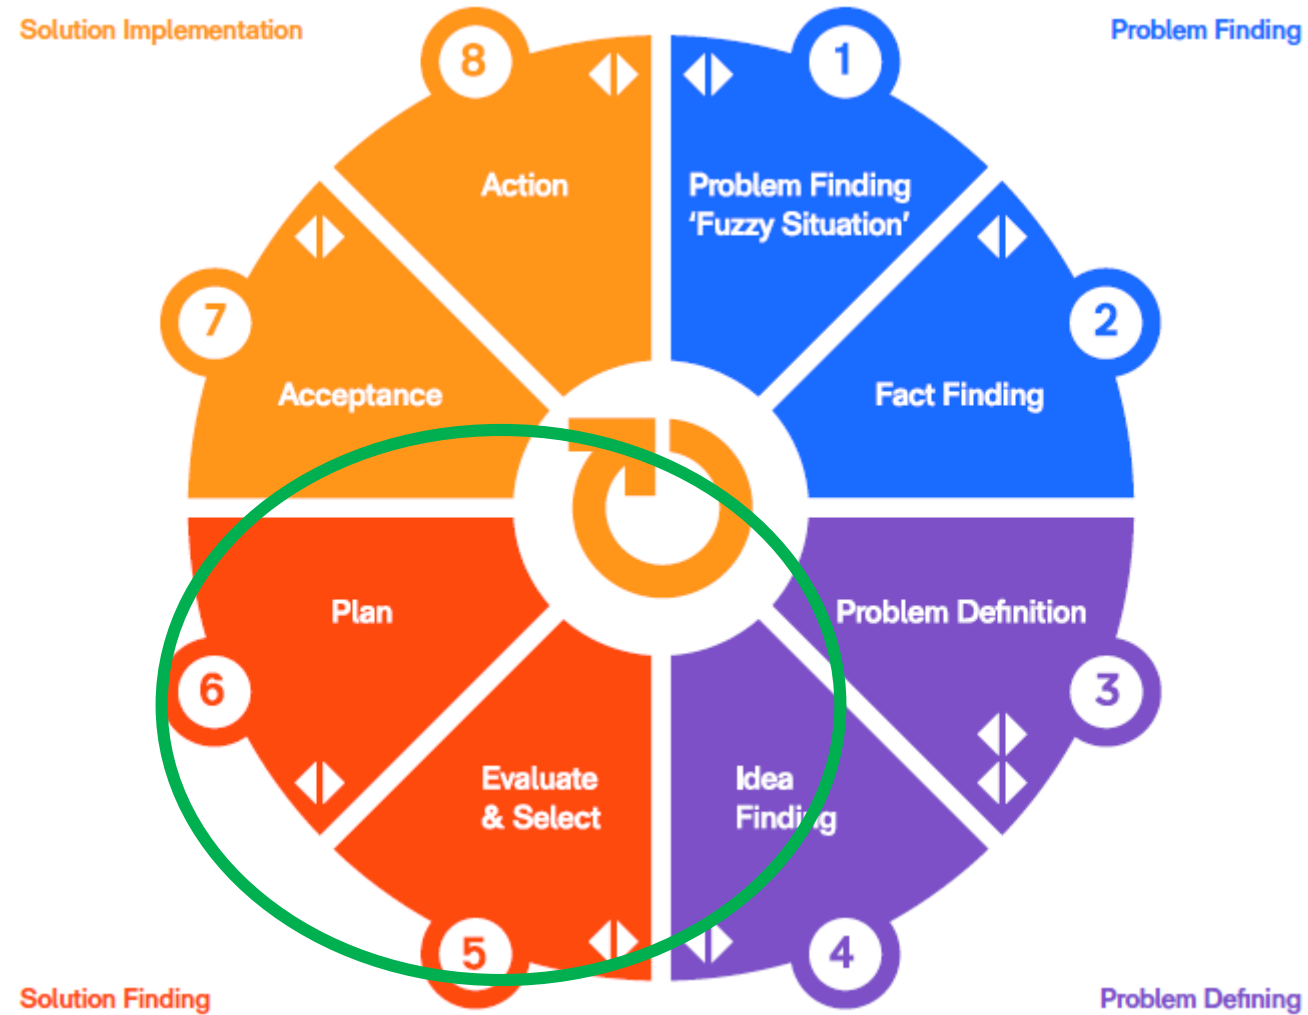 Solution Implementation
Problem Finding
8
1
Action
Problem Finding
‘Fuzzy Situation’
7
2
Acceptance
Fact Finding
Plan
Problem Definition
6
3
Evaluate
& Select
Idea
Finding
5
4
Solution Finding
Problem Defining